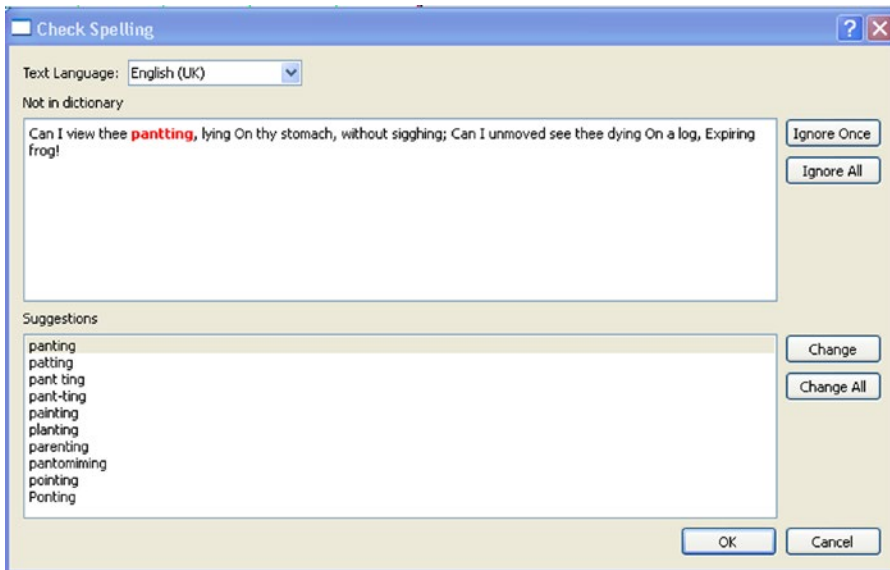 Check Spelling
Text Language: English (UK)
Not in dictionary
Can I view thee pantting, lying On thy stomach, without sigghing; Can I unmoved see thee dying On a log, Expiring
frog!
Ignore Once
Ignore All
Suggestions
panting
patting
pant ting
pant-ting
painting
planting
parenting
pantomiming
pointing
Ponting
Change
Change All
OK
Cancel